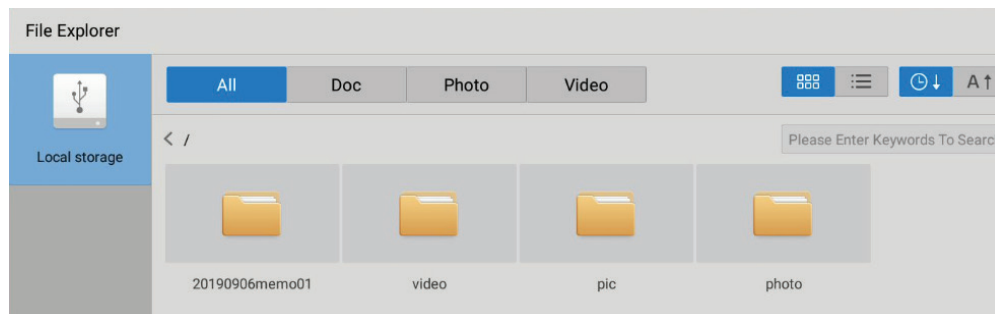 File Explorer
All Doc Photo Video
A↑
Local storage
< /
Please Enter Keywords To Searc
20190906memo01 video pic photo